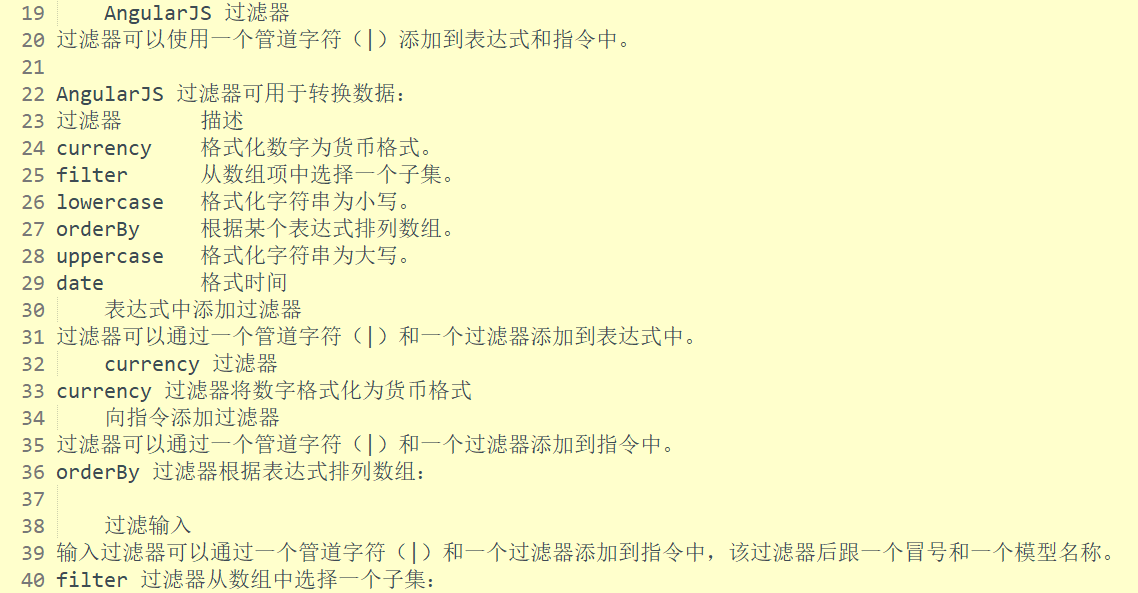 19 AngularJS 过滤器
20 过滤器可以使用一个管道字符（|）添加到表达式和指令中。
21
22 AngularJS 过滤器可用于转换数据：
23 过滤器 描述
24 currency 格式化数字为货币格式。
25 filter 从数组项中选择一个子集。
26 lowercase 格式化字符串为小写。
27 orderBy 根据某个表达式排列数组。
28 uppercase 格式化字符串为大写。
29 date 格式时间
30 表达式中添加过滤器
31 过滤器可以通过一个管道字符（|）和一个过滤器添加到表达式中。
32 currency 过滤器
33 currency 过滤器将数字格式化为货币格式
34 向指令添加过滤器
35 过滤器可以通过一个管道字符（|）和一个过滤器添加到指令中。
36 orderBy 过滤器根据表达式排列数组：
37
38 过滤输入
39 输入过滤器可以通过一个管道字符（|）和一个过滤器添加到指令中，该过滤器后跟一个冒号和一个模型名称。
40 filter 过滤器从数组中选择一个子集：